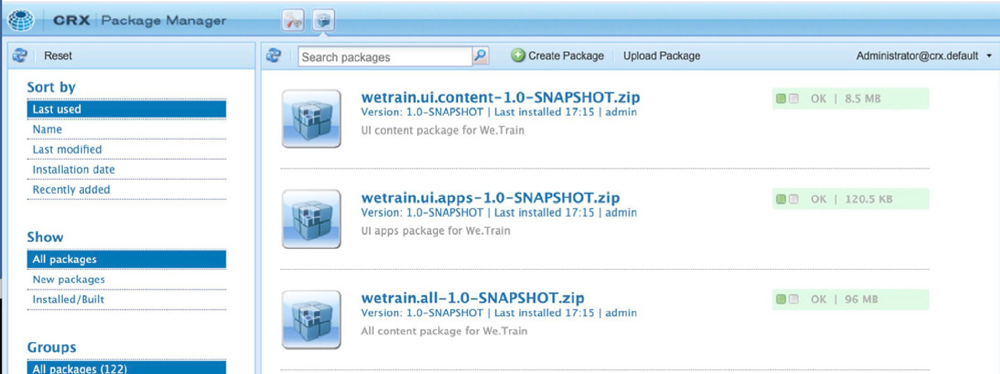 CRX | Package Manager
Reset
Search packages
Create Package
Upload Package
Administrator@crx.default
Sort by
Last used
Name
Last modified
Installation date
Recently added
Show
All packages
New packages
Installed/Built
Groups
All packages (122)
wetrain.ui.content-1.0-SNAPSHOT.zip
Version: 1.0-SNAPSHOT | Last installed 17:15 | admin
UI content package for We.Train
OK | 8.5 MB
wetrain.ui.apps-1.0-SNAPSHOT.zip
Version: 1.0-SNAPSHOT | Last installed 17:15 | admin
UI apps package for We.Train
OK | 120.5 KB
wetrain.all-1.0-SNAPSHOT.zip
Version: 1.0-SNAPSHOT | Last installed 17:15 | admin
All content package for We.Train
OK | 96 MB